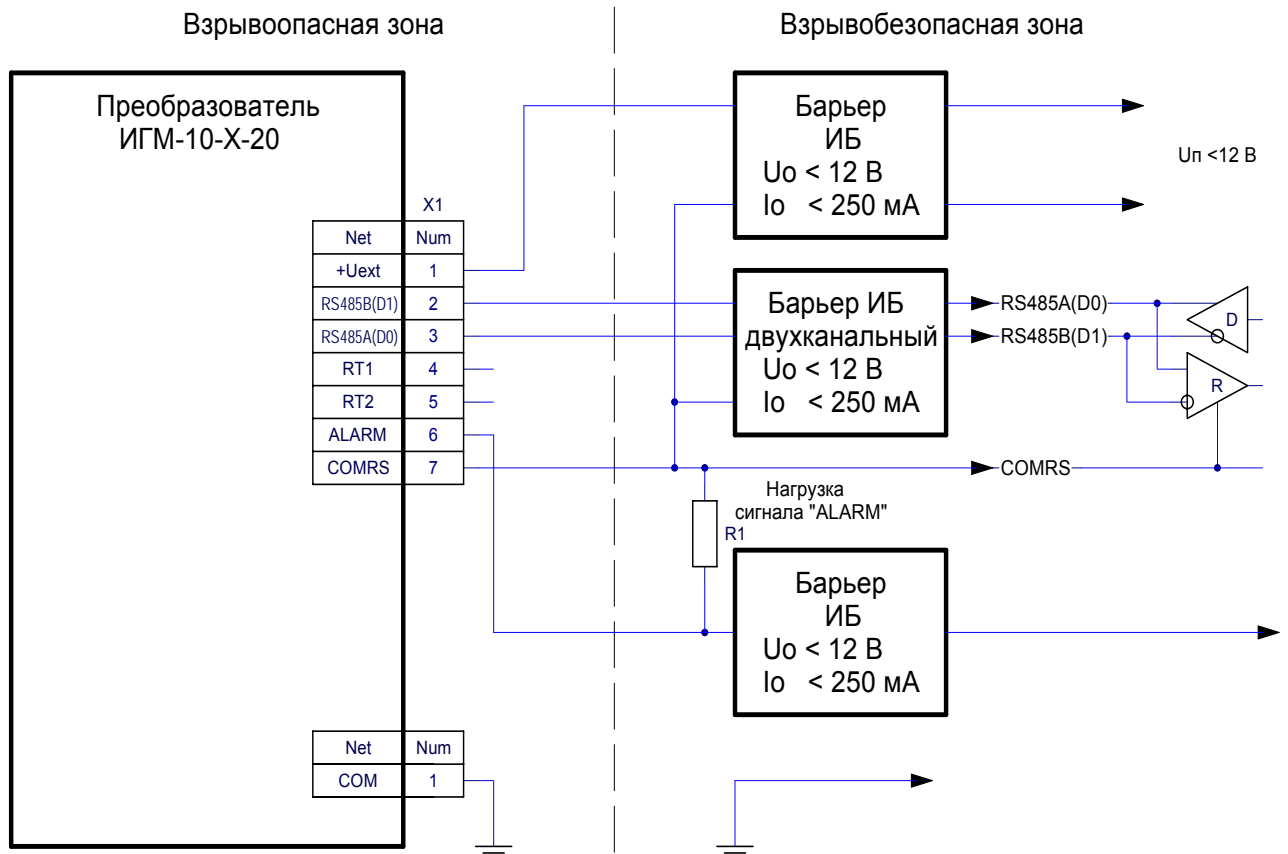 Взрывоопасная зона
Взрывобезопасная зона
Преобразователь
ИГМ-10-Х-20
X1
Net Num
+Uext 1
RS485B(D1) 2
RS485A(D0) 3
RT1 4
RT2 5
ALARM 6
COMRS 7
Net Num
COM 1
Барьер
ИБ
Uo < 12 В
Io < 250 мА
Uп <12 В
Барьер ИБ
двухканальный
Uo < 12 В
Io < 250 мА
RS485A(D0)
RS485B(D1)
D
R
COMRS
Нагрузка
сигнала "ALARM"
R1
Барьер
ИБ
Uo < 12 В
Io < 250 мА